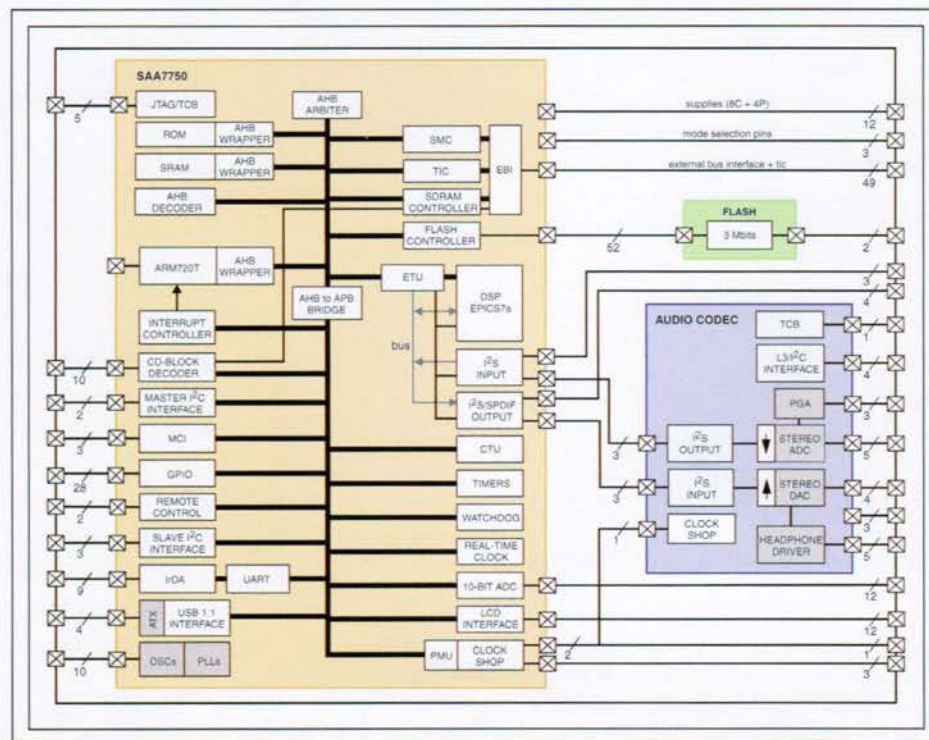 SAA7750
JTAG/TCB
5
AHB
ARBITER
supplies (8C + 4P)
12
ROM
AHB
WRAPPER
SMC
mode selection pins
3
SRAM
AHB
WRAPPER
TIC
EBI
external bus interface + tic
49
AHB
DECODER
SDRAM
CONTROLLER
FLASH
CONTROLLER
52
FLASH
3 Mbits
2
ARM720T
AHB
WRAPPER
ETU
DSP
EPICS7a
3
4
AHB to APB
BRIDGE
bus
INTERRUPT
CONTROLLER
I2S
INPUT
CD-BLOCK
DECODER
10
I2S/SPDIF
OUTPUT
MASTER I2C
INTERFACE
2
MCI
3
CTU
GPIO
28
TIMERS
REMOTE
CONTROL
2
WATCHDOG
SLAVE I2C
INTERFACE
3
REAL-TIME
CLOCK
IrDA
UART
9
10-BIT ADC
12
ATX
USB 1.1
INTERFACE
4
LCD
INTERFACE
12
OSCs
PLLs
10
PMU
CLOCK
SHOP
2
1
3
AUDIO CODEC
TCB
1
L3/I2C
INTERFACE
4
PGA
3
3
I2S
OUTPUT
STEREO
ADC
5
3
I2S
INPUT
STEREO
DAC
4
3
1
CLOCK
SHOP
HEADPHONE
DRIVER
5